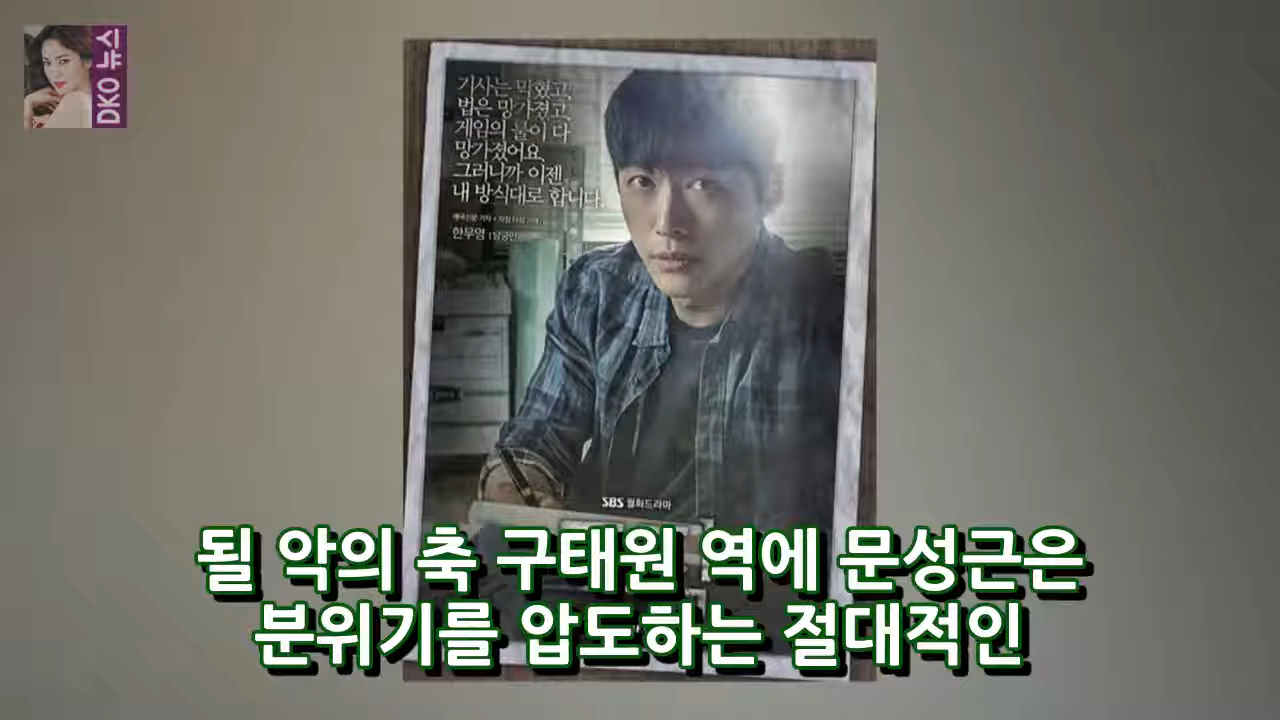 DKO 뉴스
기사는 막혔고,
법은 망가졌고,
게임의 룰이 다
망가졌어요.
그러니까 이젠
내 방식대로 합니다.
한무영 | 남궁민
SBS 월화드라마
될 악의 축 구태원 역에 문성근은
분위기를 압도하는 절대적인